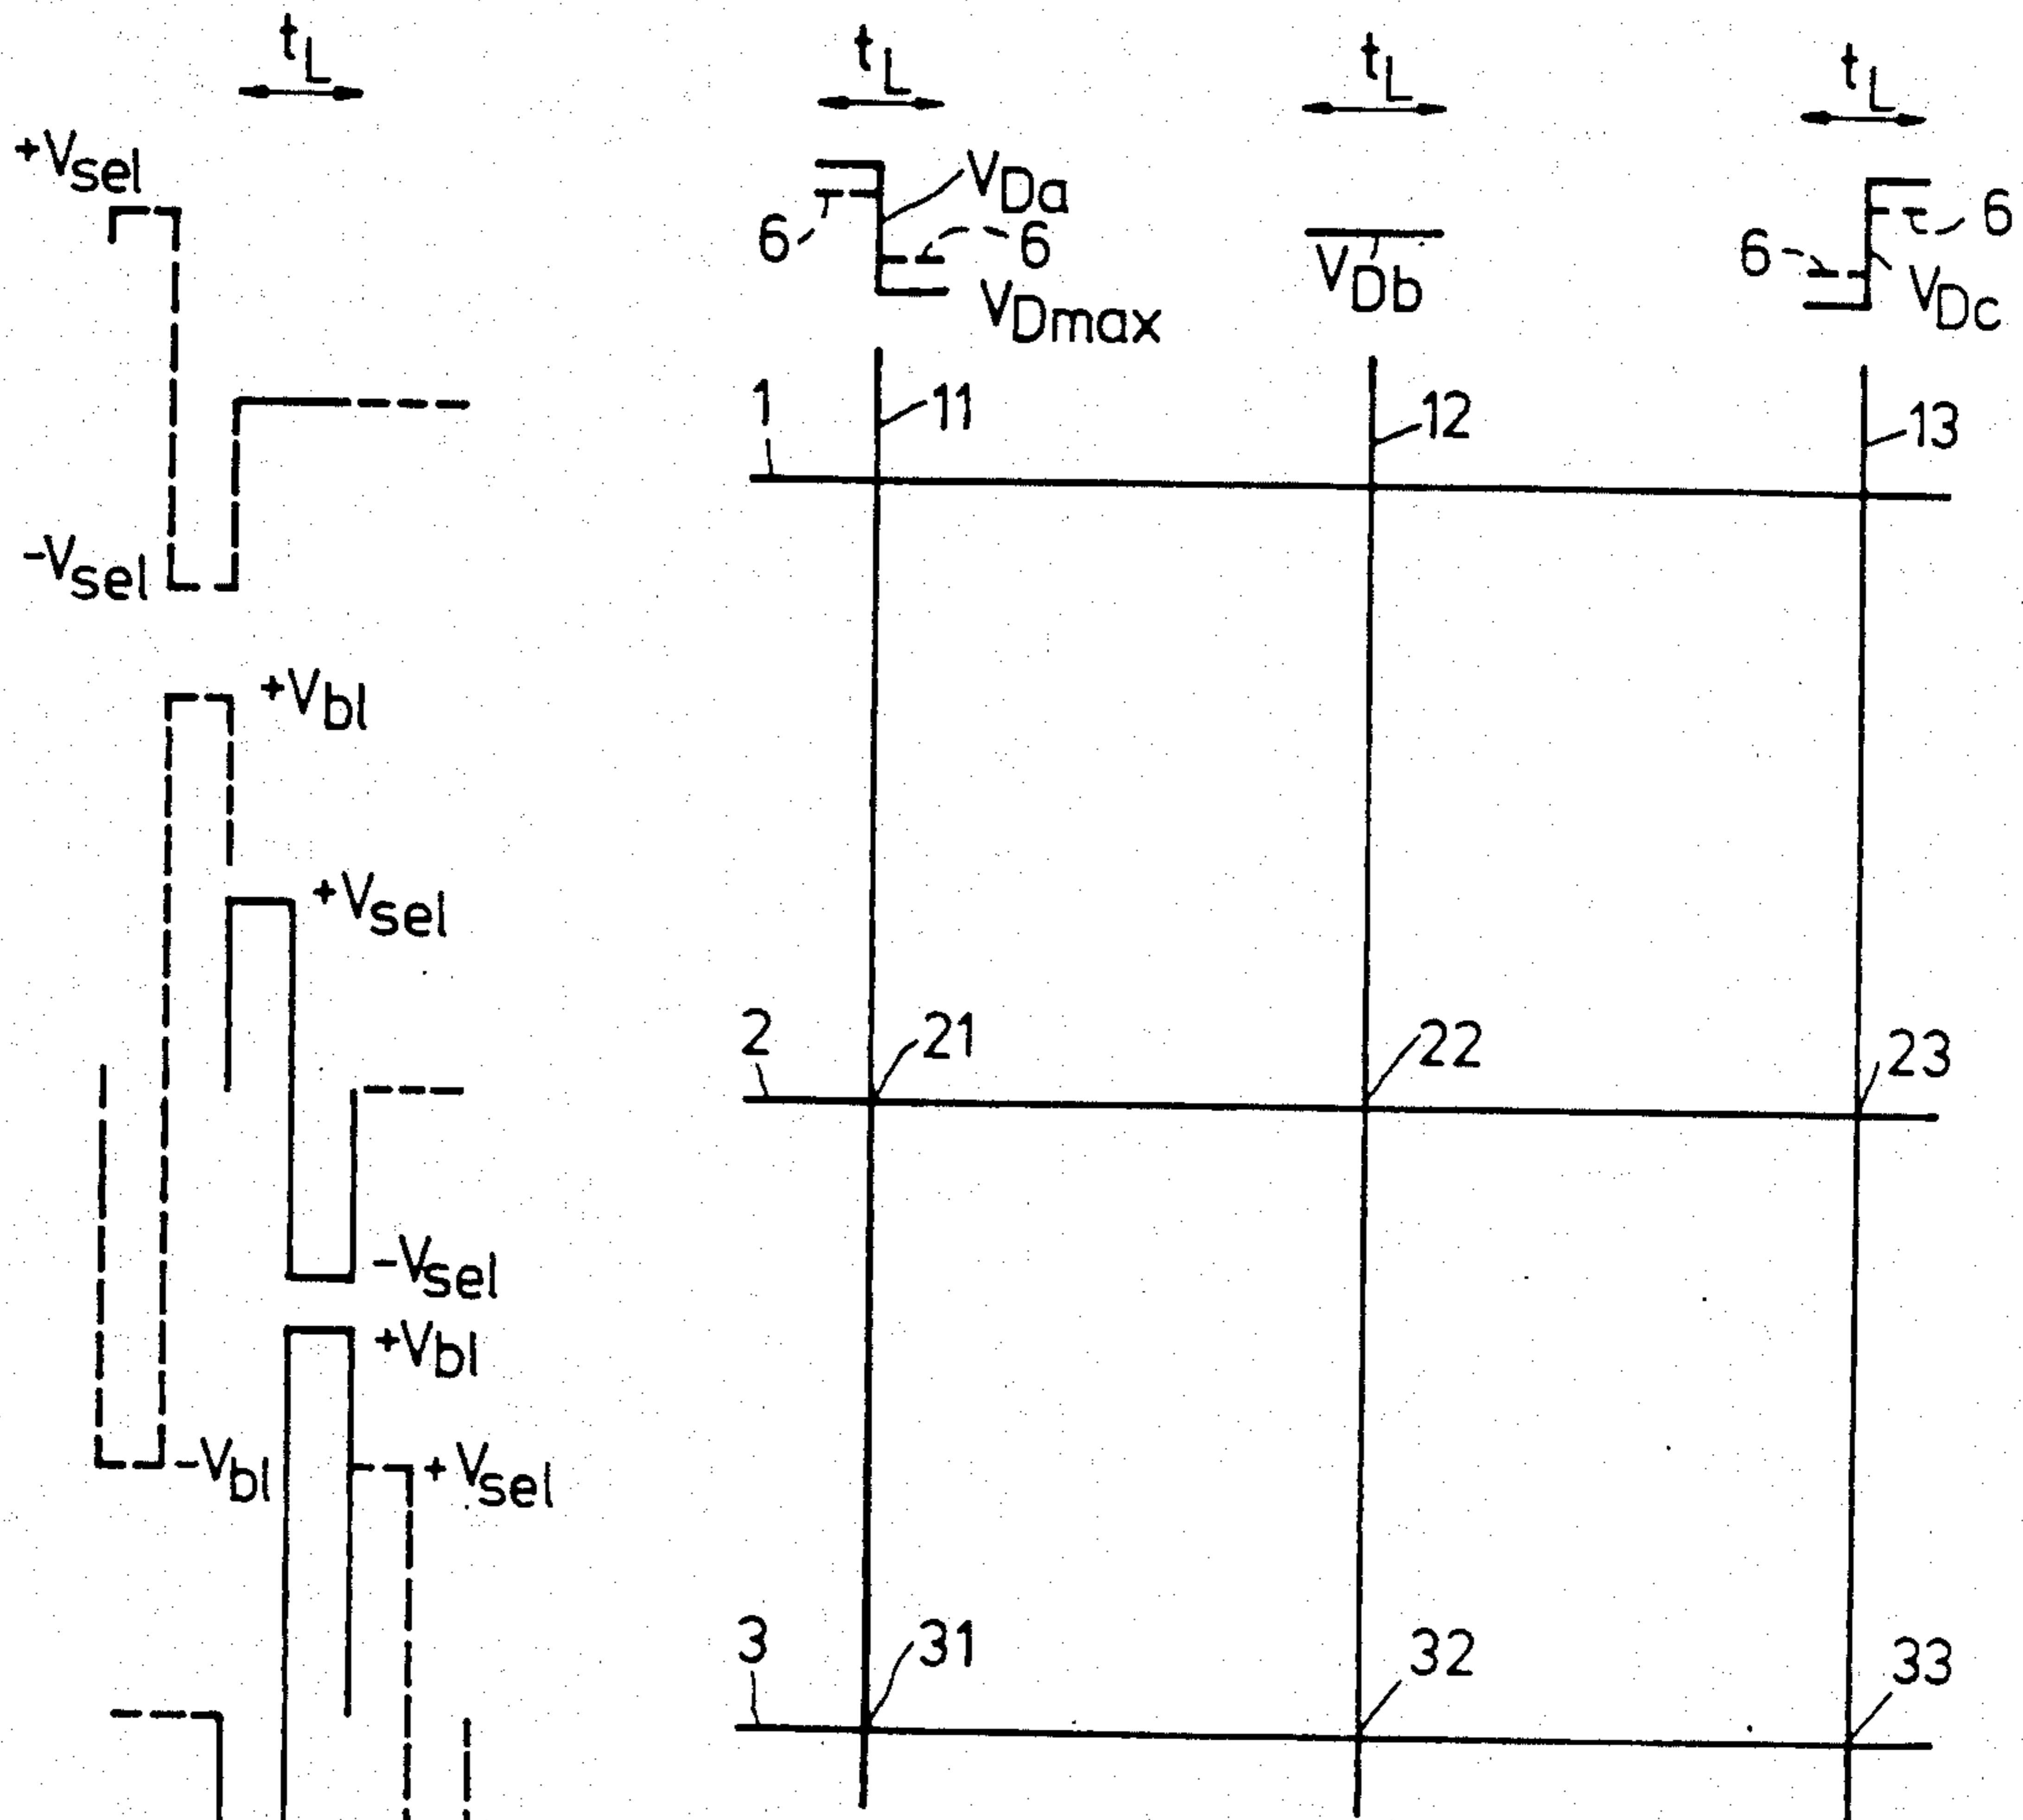 tL
tL
tL
tL
+Vsel
VDa
6
6
VDmax
VDb
6
6
VDc
1
11
12
13
-Vsel
+Vbl
+Vsel
2
21
22
23
-Vsel
+Vbl
-Vbl
+Vsel
3
31
32
33